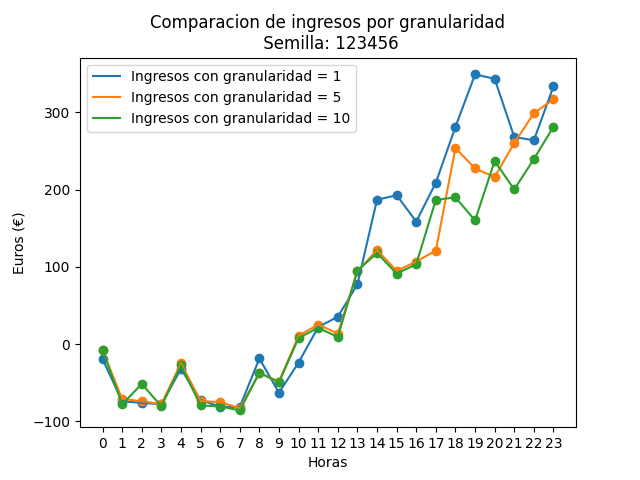 Comparacion de ingresos por granularidad
Semilla: 123456
Ingresos con granularidad = 1
Ingresos con granularidad = 5
Ingresos con granularidad = 10
Euros (€)
300
200
100
0
−100
0 1 2 3 4 5 6 7 8 9 10 11 12 13 14 15 16 17 18 19 20 21 22 23
Horas